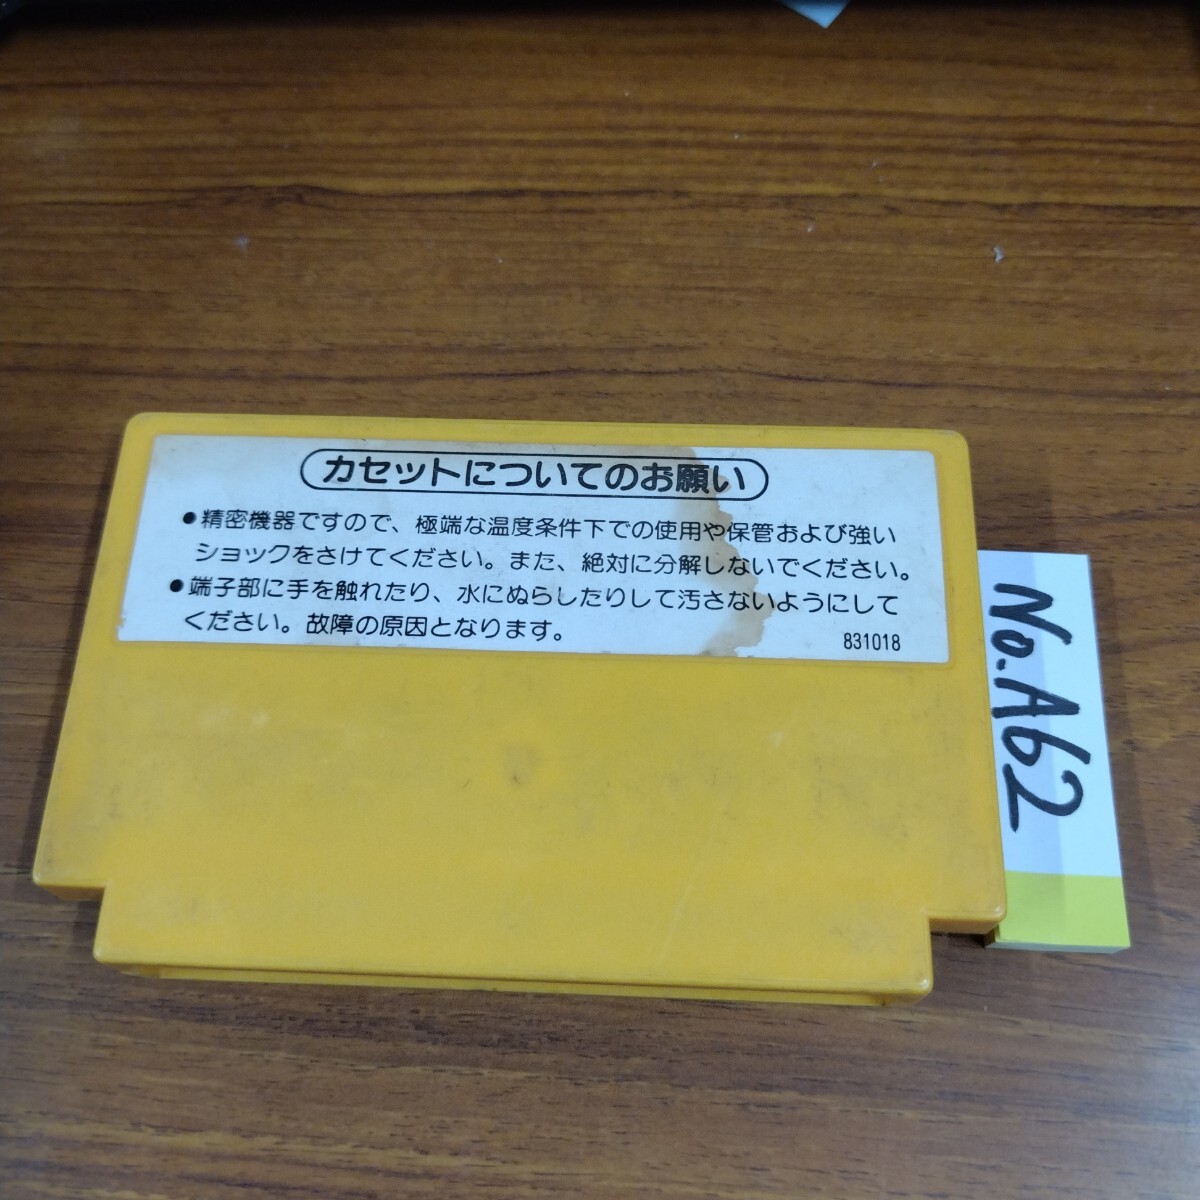 カセットについてのお願い
●精密機器ですので、極端な温度条件下での使用や保管および強い
ショックをさけてください。また、絶対に分解しないでください。
●端子部に手を触れたり、水にぬらしたりして汚さないようにして
ください。故障の原因となります。
831018
No.A62